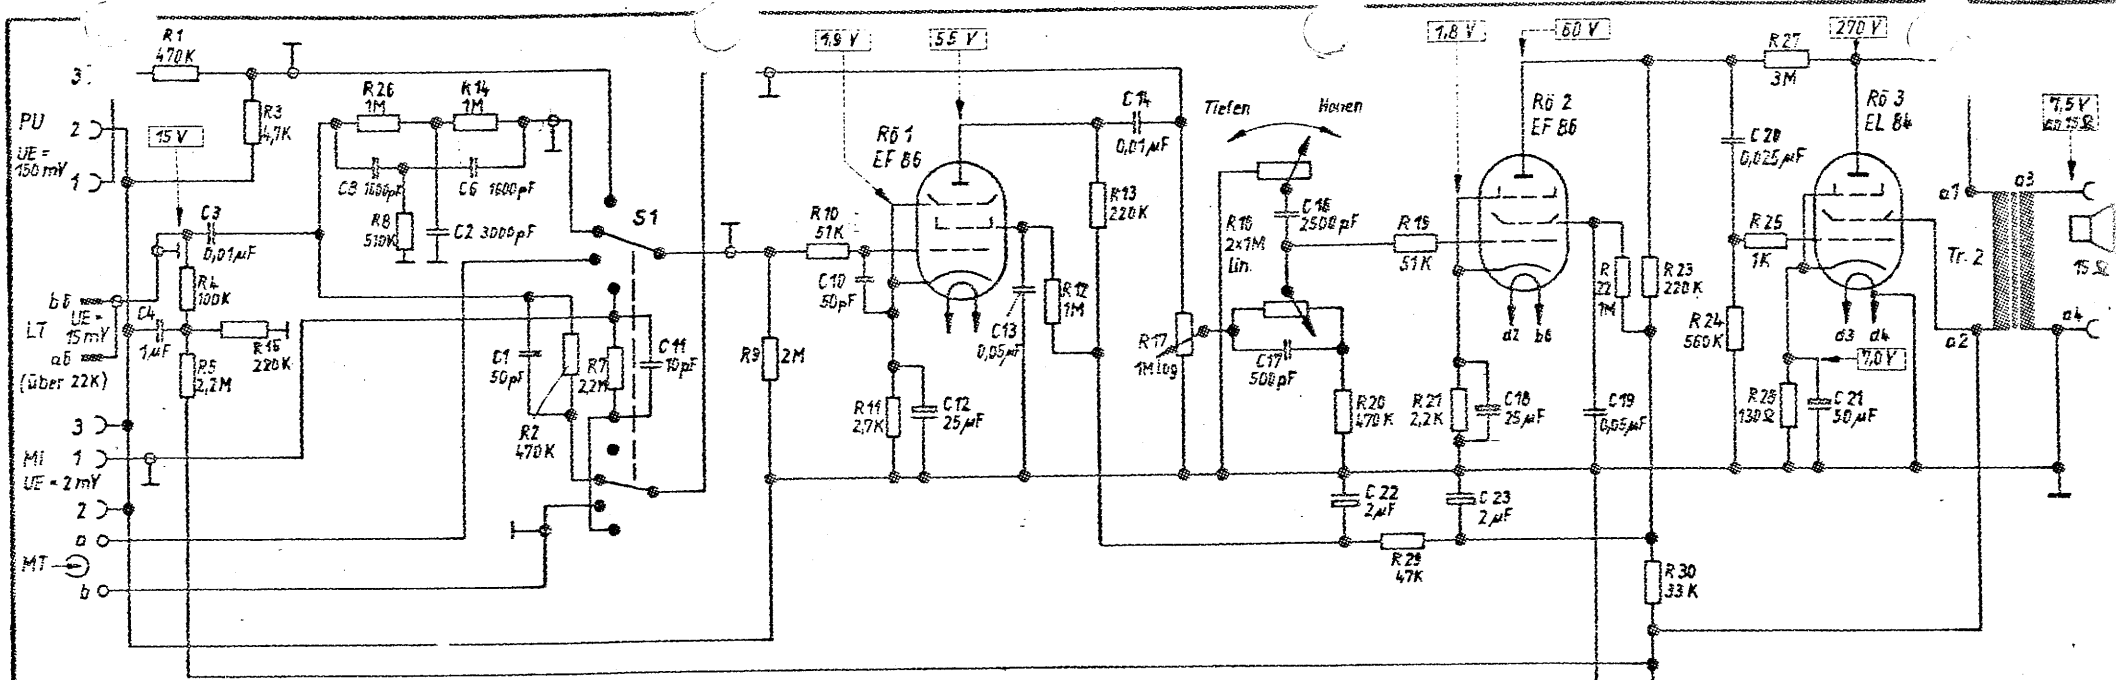 R1
470K
3
PU
2
UE =
150 mV
1
15 V
R3
4,7K
R26
1M
R14
1M
C8 1600pF
C6 1600pF
R8
510K
C2 3000pF
C3
0,01µF
R4
100K
b6
UE =
15 mV
LT
a6
(über 22K)
C4
1µF
R16
220K
R5
2,2M
3
MI 1
UE = 2 mV
2
a
MT
b
C1
50pF
R2
470K
R7
2,2M
C11
10pF
S1
R9
2M
R10
51K
C10
50pF
1,9 V
55 V
Rö 1
EF 86
R11
2,7K
C12
25µF
C13
0,05µF
R12
1M
R13
220K
C14
0,01µF
R17
1M log
Tiefen
Höhen
R18
2x1M
Lin.
C16
2500pF
C17
500pF
R20
470K
R19
51K
1,8 V
60 V
Rö 2
EF 86
a2
b6
R21
2,2K
C18
25µF
C19
0,05µF
R
22
1M
R23
220K
C22
2µF
C23
2µF
R29
47K
R30
33K
R27
3M
270 V
C20
0,025µF
R24
560K
R25
1K
Rö 3
EL 84
a3
a4
7,0 V
R28
130Ω
C21
50µF
a1
a3
Tr. 2
a2
a4
7,5 V
an 15 Ω
15 Ω